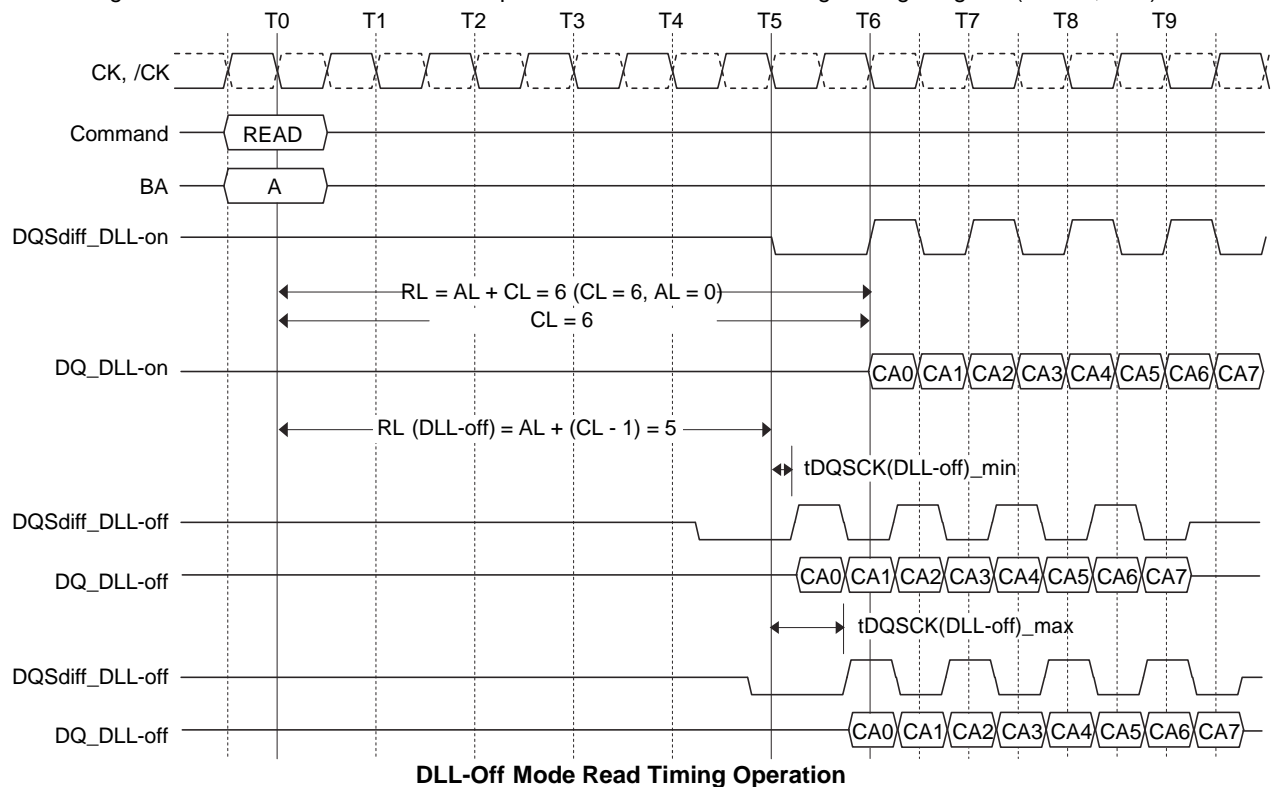 T0 T1 T2 T3 T4 T5 T6 T7 T8 T9
CK, /CK
Command READ
BA A
DQSdiff_DLL-on
RL = AL + CL = 6 (CL = 6, AL = 0)
CL = 6
DQ_DLL-on CA0 CA1 CA2 CA3 CA4 CA5 CA6 CA7
RL (DLL-off) = AL + (CL - 1) = 5
tDQSCK(DLL-off)_min
DQSdiff_DLL-off
DQ_DLL-off CA0 CA1 CA2 CA3 CA4 CA5 CA6 CA7
tDQSCK(DLL-off)_max
DQSdiff_DLL-off
DQ_DLL-off CA0 CA1 CA2 CA3 CA4 CA5 CA6 CA7
DLL-Off Mode Read Timing Operation